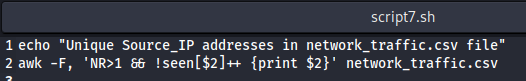 script7.sh
1 echo "Unique Source_IP addresses in network_traffic.csv file"
2 awk -F, 'NR>1 && !seen[$2]++ {print $2}' network_traffic.csv
3